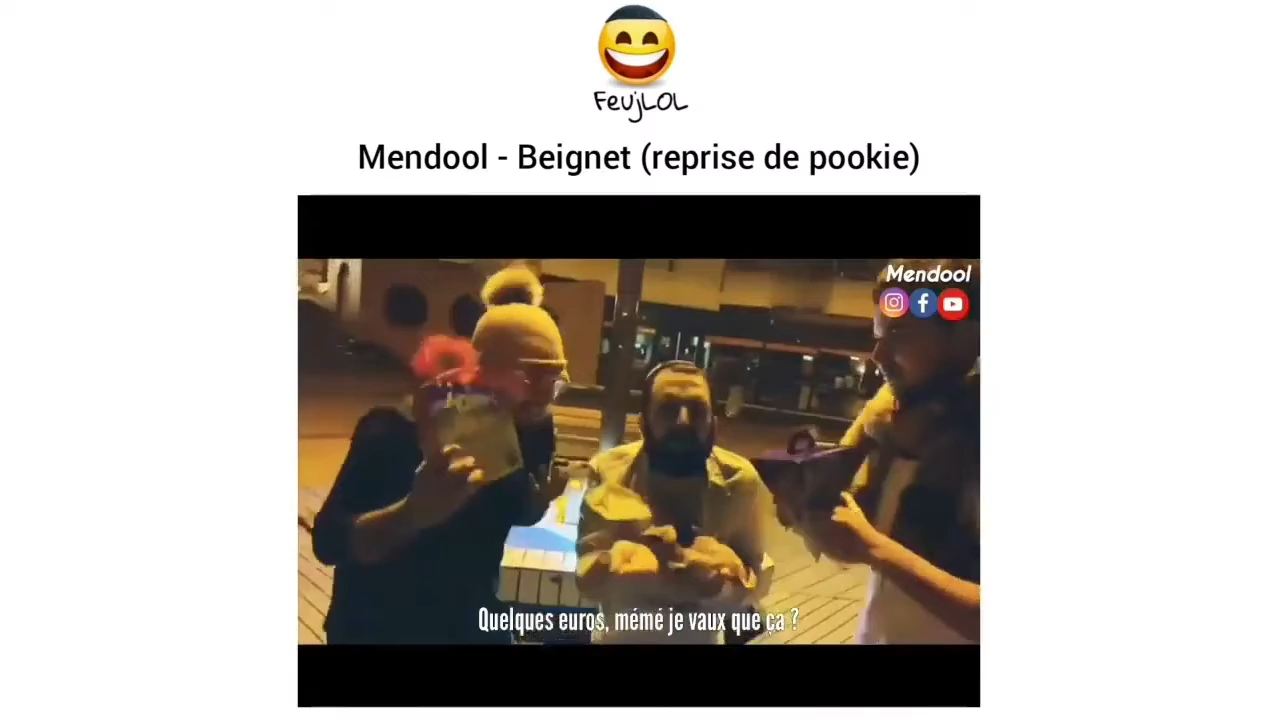 FeujLOL
Mendool - Beignet (reprise de pookie)
Mendool
Quelques euros, mémé je vaux que ça ?